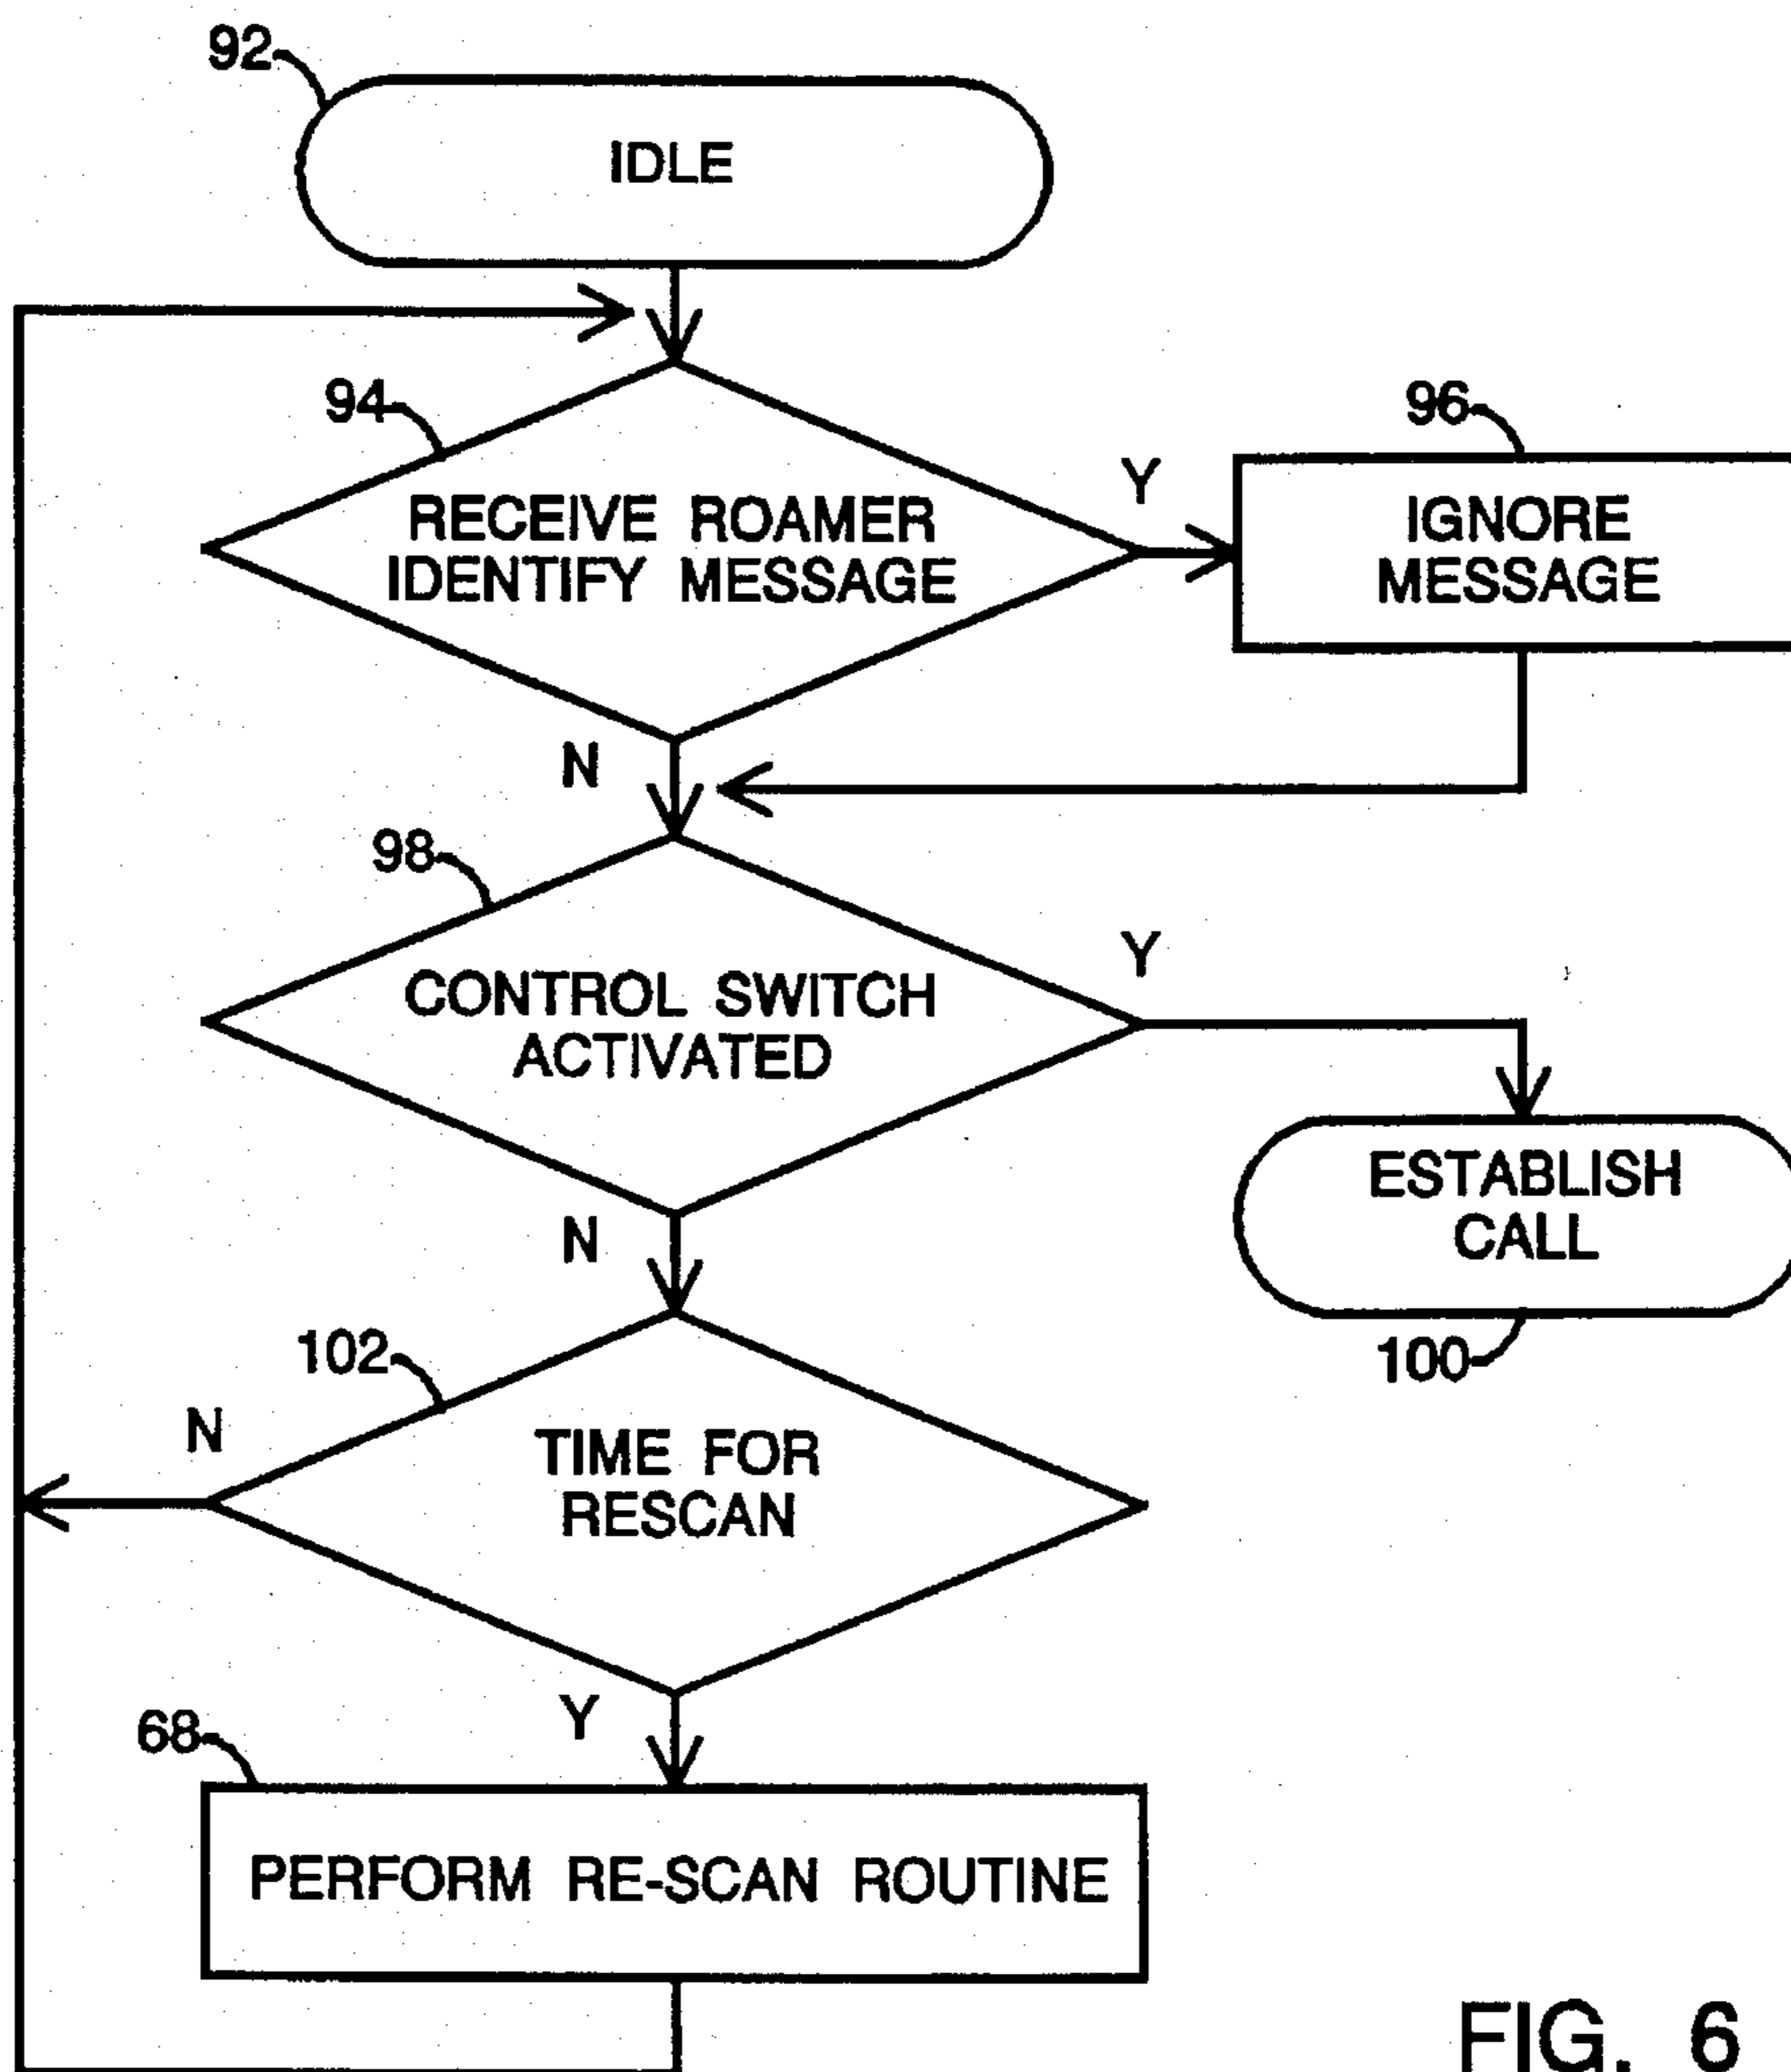 92
IDLE
94
RECEIVE ROAMER
IDENTIFY MESSAGE
Y
96
IGNORE
MESSAGE
N
98
CONTROL SWITCH
ACTIVATED
Y
ESTABLISH
CALL
100
N
102
TIME FOR
RESCAN
N
Y
68
PERFORM RE-SCAN ROUTINE
FIG. 6